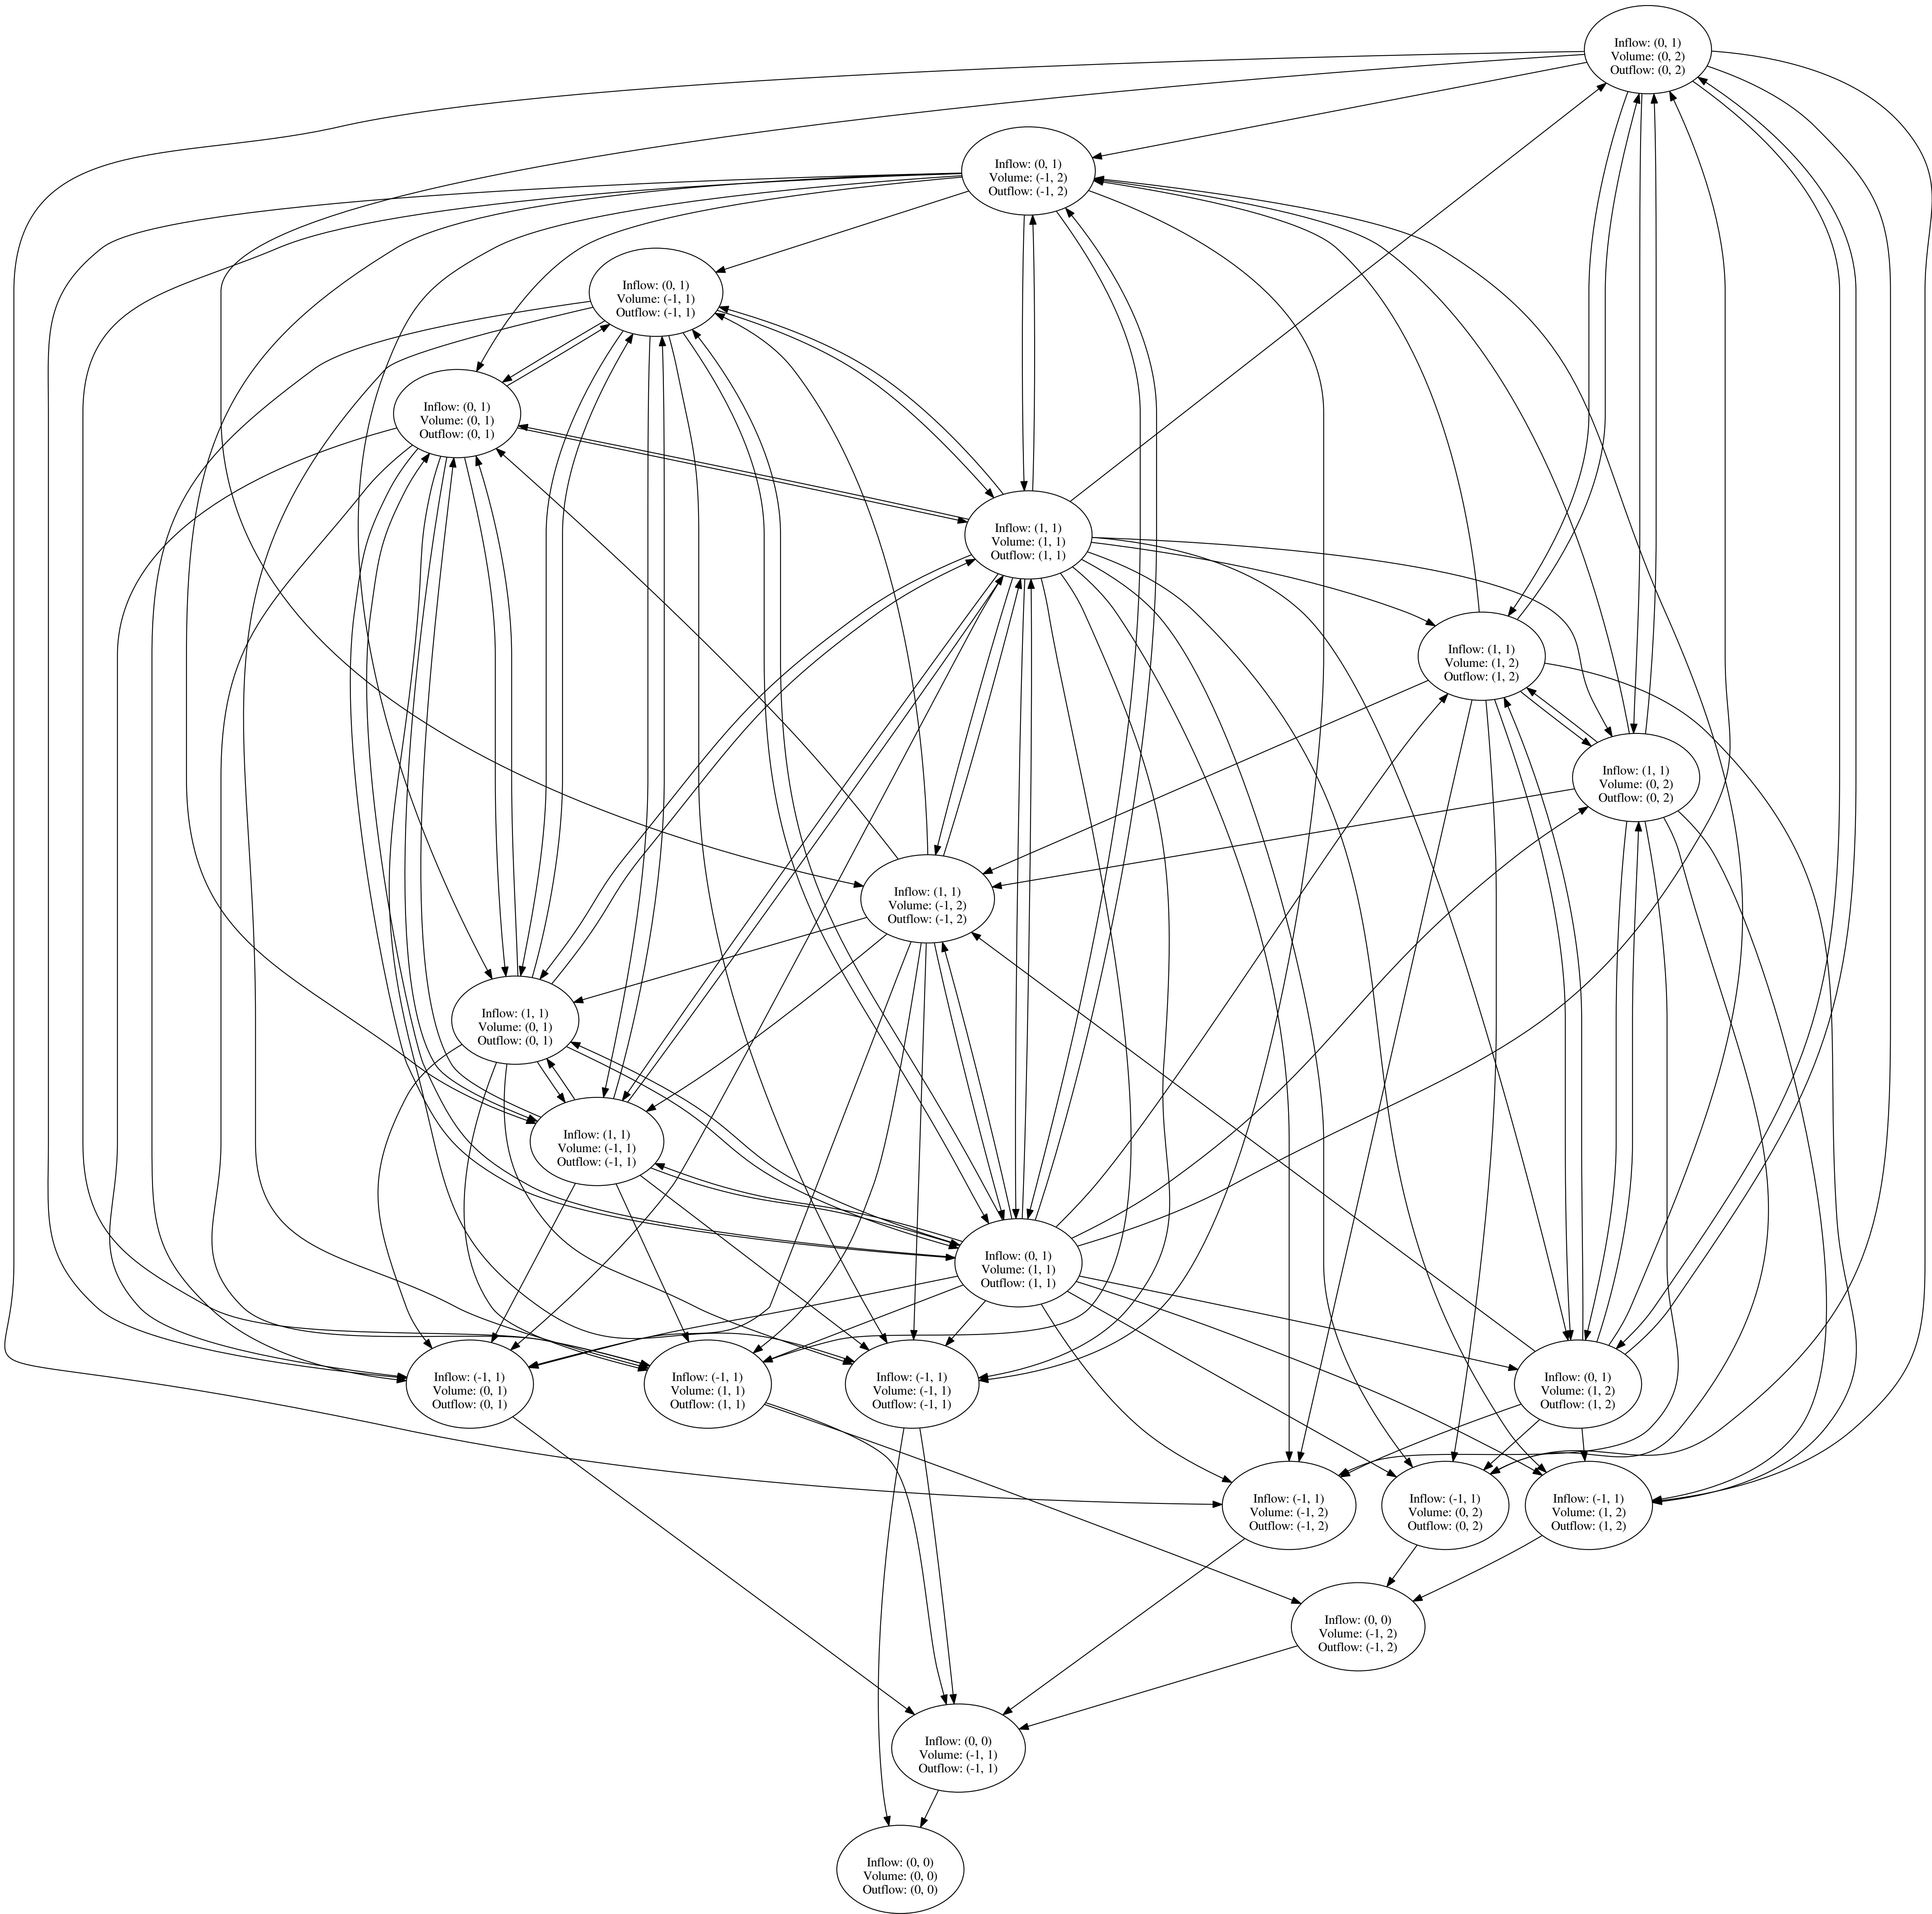 Inflow: (0, 1)
Volume: (0, 2)
Outflow: (0, 2)
Inflow: (0, 1)
Volume: (-1, 2)
Outflow: (-1, 2)
Inflow: (0, 1)
Volume: (-1, 1)
Outflow: (-1, 1)
Inflow: (0, 1)
Volume: (0, 1)
Outflow: (0, 1)
Inflow: (1, 1)
Volume: (1, 1)
Outflow: (1, 1)
Inflow: (1, 1)
Volume: (1, 2)
Outflow: (1, 2)
Inflow: (1, 1)
Volume: (0, 2)
Outflow: (0, 2)
Inflow: (1, 1)
Volume: (-1, 2)
Outflow: (-1, 2)
Inflow: (1, 1)
Volume: (0, 1)
Outflow: (0, 1)
Inflow: (1, 1)
Volume: (-1, 1)
Outflow: (-1, 1)
Inflow: (0, 1)
Volume: (1, 1)
Outflow: (1, 1)
Inflow: (-1, 1)
Volume: (0, 1)
Outflow: (0, 1)
Inflow: (-1, 1)
Volume: (1, 1)
Outflow: (1, 1)
Inflow: (-1, 1)
Volume: (-1, 1)
Outflow: (-1, 1)
Inflow: (0, 1)
Volume: (1, 2)
Outflow: (1, 2)
Inflow: (-1, 1)
Volume: (-1, 2)
Outflow: (-1, 2)
Inflow: (-1, 1)
Volume: (0, 2)
Outflow: (0, 2)
Inflow: (-1, 1)
Volume: (1, 2)
Outflow: (1, 2)
Inflow: (0, 0)
Volume: (-1, 2)
Outflow: (-1, 2)
Inflow: (0, 0)
Volume: (-1, 1)
Outflow: (-1, 1)
Inflow: (0, 0)
Volume: (0, 0)
Outflow: (0, 0)